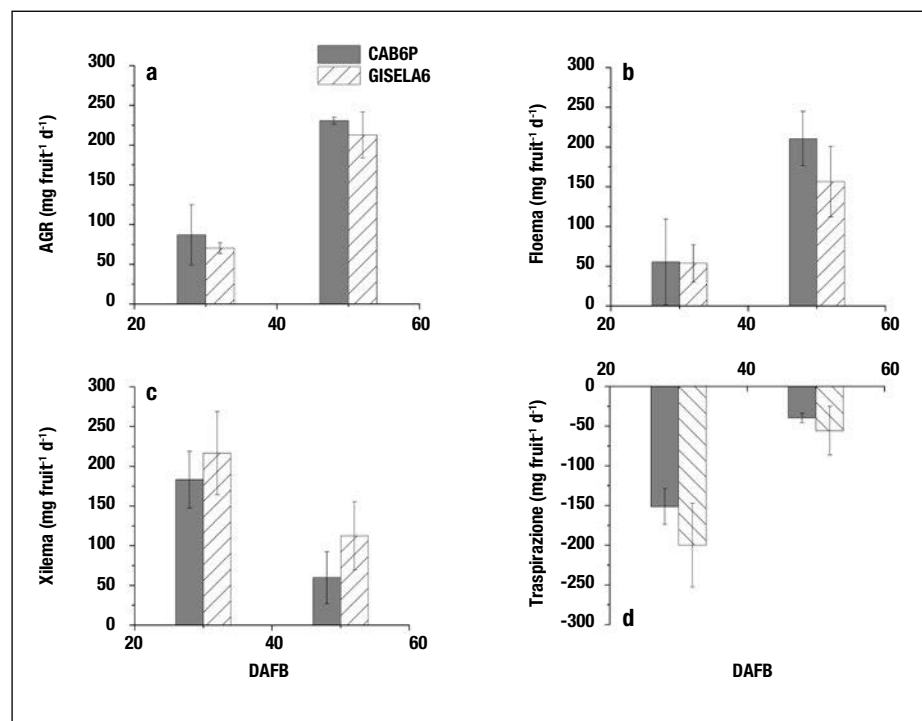 a
CAB6P
GISELA6
AGR (mg fruit⁻¹ d⁻¹)
300
250
200
150
100
50
0
20 40 60
b
Floema (mg fruit⁻¹ d⁻¹)
300
250
200
150
100
50
0
20 40 60
c
Xilema (mg fruit⁻¹ d⁻¹)
300
250
200
150
100
50
0
20 40 60
DAFB
20 40 60
Traspirazione (mg fruit⁻¹ d⁻¹)
0
-50
-100
-150
-200
-250
-300
d
DAFB